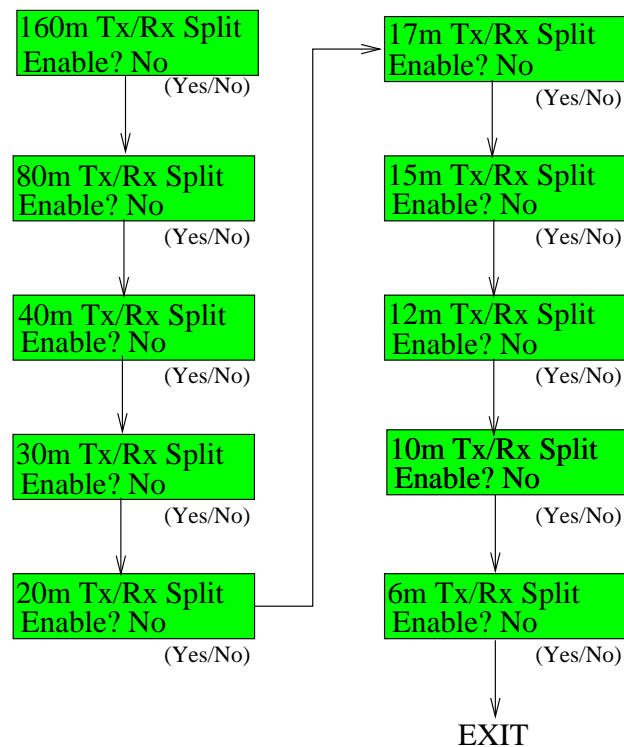 160m Tx/Rx Split
Enable? No
(Yes/No)
80m Tx/Rx Split
Enable? No
(Yes/No)
40m Tx/Rx Split
Enable? No
(Yes/No)
30m Tx/Rx Split
Enable? No
(Yes/No)
20m Tx/Rx Split
Enable? No
(Yes/No)
17m Tx/Rx Split
Enable? No
(Yes/No)
15m Tx/Rx Split
Enable? No
(Yes/No)
12m Tx/Rx Split
Enable? No
(Yes/No)
10m Tx/Rx Split
Enable? No
(Yes/No)
6m Tx/Rx Split
Enable? No
(Yes/No)
EXIT